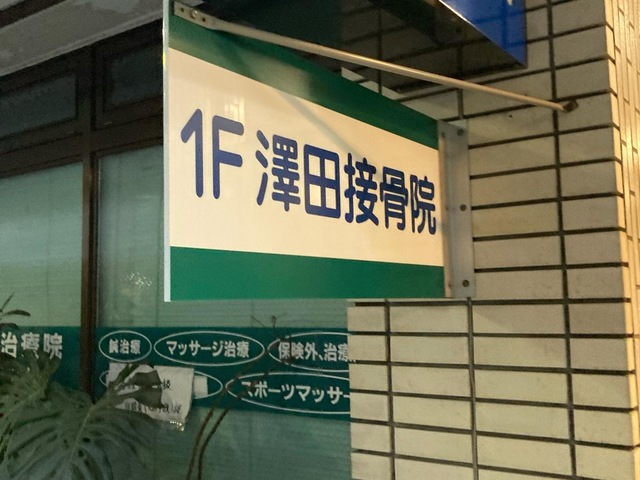 1F 澤田接骨院
治療院
鍼治療 マッサージ治療 保険外、治療
スポーツマッサー